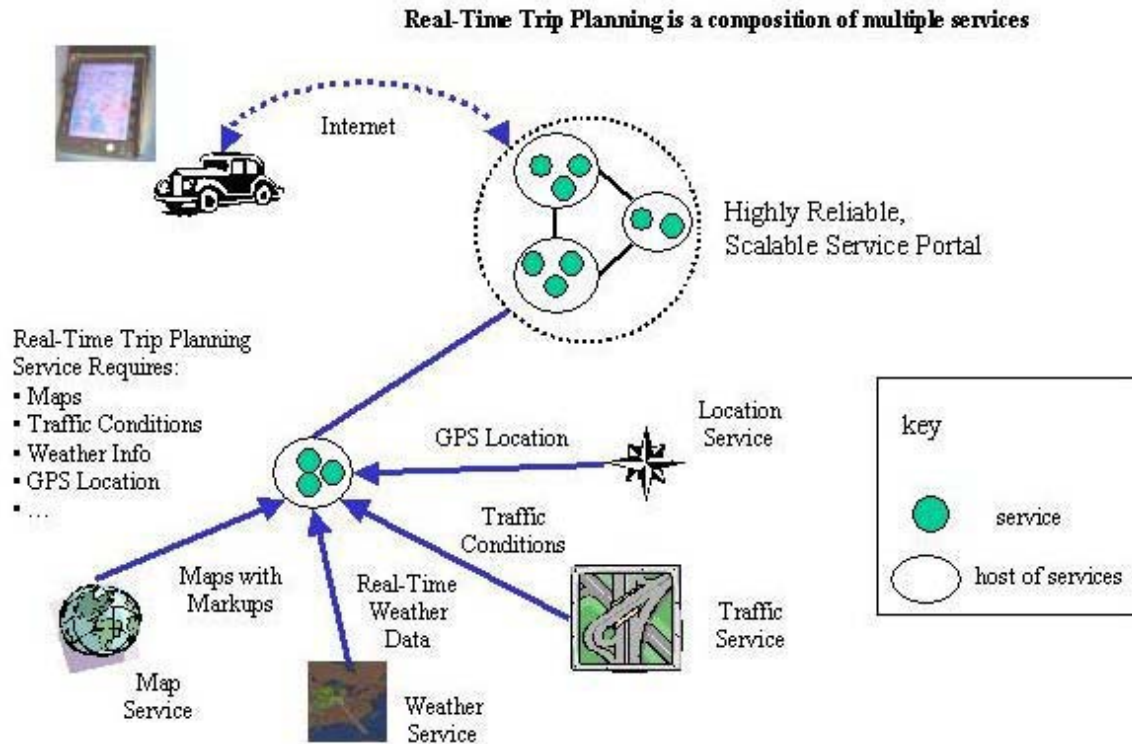 Real-Time Trip Planning is a composition of multiple services
Internet
Highly Reliable,
Scalable Service Portal
Real-Time Trip Planning
Service Requires:
▪ Maps
▪ Traffic Conditions
▪ Weather Info
▪ GPS Location
▪ …
GPS Location
Location
Service
Traffic
Conditions
Maps with
Markups
Real-Time
Weather
Data
Traffic
Service
Map
Service
Weather
Service
key
service
host of services